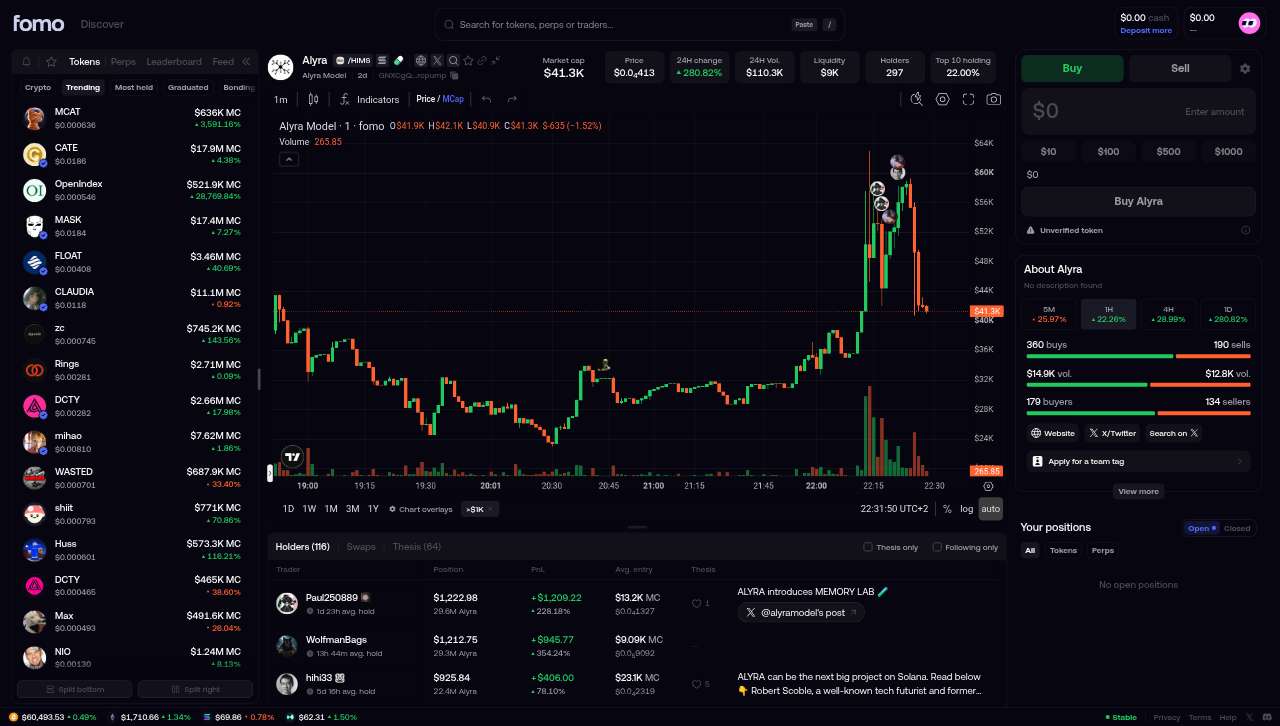 fomo Discover
Search for tokens, perps or traders... Paste /
$0.00 cash
Deposit more
$0.00
—
Tokens Perps Leaderboard Feed
Crypto Trending Most held Graduated Bonding
MCAT $636K MC
$0.000636 3,591.16%
CATE $17.9M MC
$0.0186 4.38%
OpenIndex $521.9K MC
$0.000546 28,769.84%
MASK $17.4M MC
$0.0184 7.27%
FLOAT $3.46M MC
$0.00408 40.69%
CLAUDIA $11.1M MC
$0.0118 0.92%
zc $745.2K MC
$0.000745 143.56%
Rings $2.71M MC
$0.00281 0.09%
DCTY $2.66M MC
$0.00282 17.98%
mihao $7.62M MC
$0.00810 1.86%
WASTED $687.9K MC
$0.000701 33.40%
shiit $771K MC
$0.000793 70.86%
Huss $573.3K MC
$0.000601 116.21%
DCTY $465K MC
$0.000465 38.60%
Max $491.6K MC
$0.000493 26.04%
NIO $1.24M MC
$0.00130 8.13%
Split bottom Split right
Alyra /HIMS
Alyra Model 2d
Market cap
$41.3K
Price
$0.0₄413
24H change
280.82%
24H Vol.
$110.3K
Liquidity
$9K
Holders
297
Top 10 holding
22.00%
1m Indicators Price / MCap
Alyra Model · 1 · fomo O$41.9K H$42.1K L$40.9K C$41.3K $-635 (−1.52%)
Volume 265.85
$64K
$60K
$56K
$52K
$48K
$44K
$41.3K
$40K
$36K
$32K
$28K
$24K
265.85
19:00 19:15 19:30 20:01 20:30 20:45 21:00 21:15 21:45 22:00 22:15 22:30
1D 1W 1M 3M 1Y Chart overlays >$1K 22:31:50 UTC+2 % log auto
Holders (116) Swaps Thesis (64) Thesis only Following only
Trader Position PnL Avg. entry Thesis
Paul250889 $1,222.98 +$1,209.22 $13.2K MC
1d 23h avg. hold 29.6M Alyra 228.18% $0.0₄1327
1
ALYRA introduces MEMORY LAB 🧪
@alyramodel's post
WolfmanBags $1,212.75 +$945.77 $9.09K MC
13h 44m avg. hold 29.3M Alyra 354.24% $0.0₅9092
hihi33 $925.84 +$406.00 $23.1K MC
5d 16h avg. hold 22.4M Alyra 78.10% $0.0₄2319
5
ALYRA can be the next big project on Solana. Read below
👇 Robert Scoble, a well-known tech futurist and former...
Buy Sell
$0 Enter amount
$10 $100 $500 $1000
$0
Buy Alyra
Unverified token
About Alyra
No description found
5M 1H 4H 1D
25.97% 22.26% 28.99% 280.82%
360 buys 190 sells
$14.9K vol. $12.8K vol.
179 buyers 134 sellers
Website X/Twitter Search on X
Apply for a team tag
View more
Your positions Open Closed
All Tokens Perps
No open positions
$60,493.53 0.49% $1,710.66 1.34% $69.86 0.78% $62.31 1.50%
Stable Privacy Terms Help